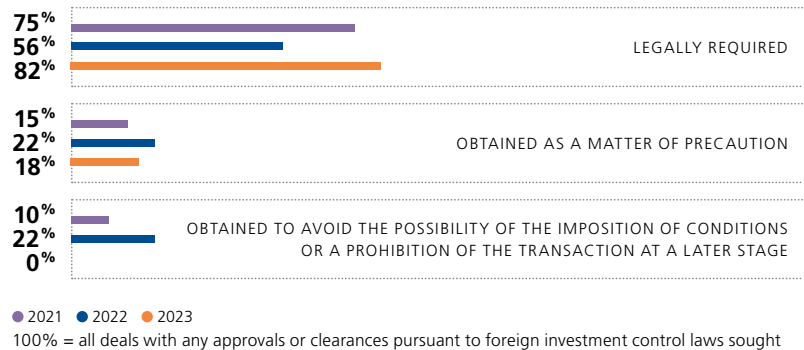 75%
56%
82%
LEGALLY REQUIRED
15%
22%
18%
OBTAINED AS A MATTER OF PRECAUTION
10%
22%
0%
OBTAINED TO AVOID THE POSSIBILITY OF THE IMPOSITION OF CONDITIONS
OR A PROHIBITION OF THE TRANSACTION AT A LATER STAGE
2021 2022 2023
100% = all deals with any approvals or clearances pursuant to foreign investment control laws sought